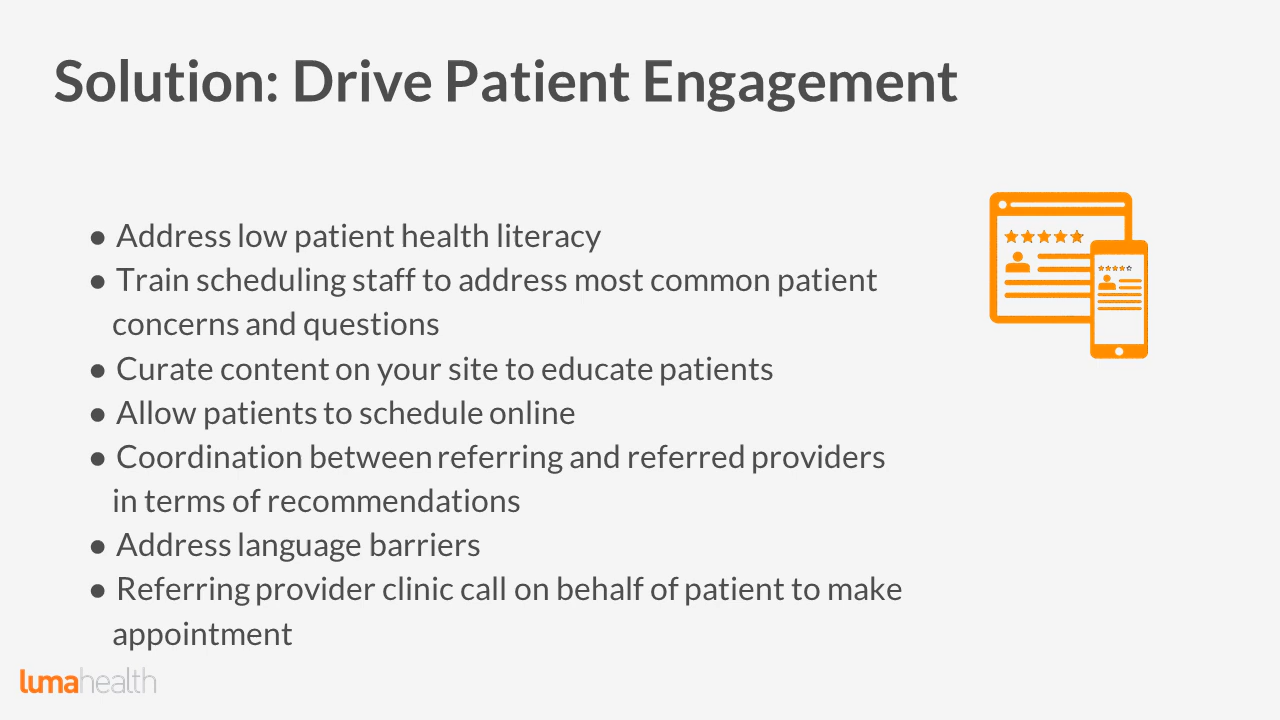 Solution: Drive Patient Engagement
● Address low patient health literacy
● Train scheduling staff to address most common patient
concerns and questions
● Curate content on your site to educate patients
● Allow patients to schedule online
● Coordination between referring and referred providers
in terms of recommendations
● Address language barriers
● Referring provider clinic call on behalf of patient to make
appointment
lumahealth